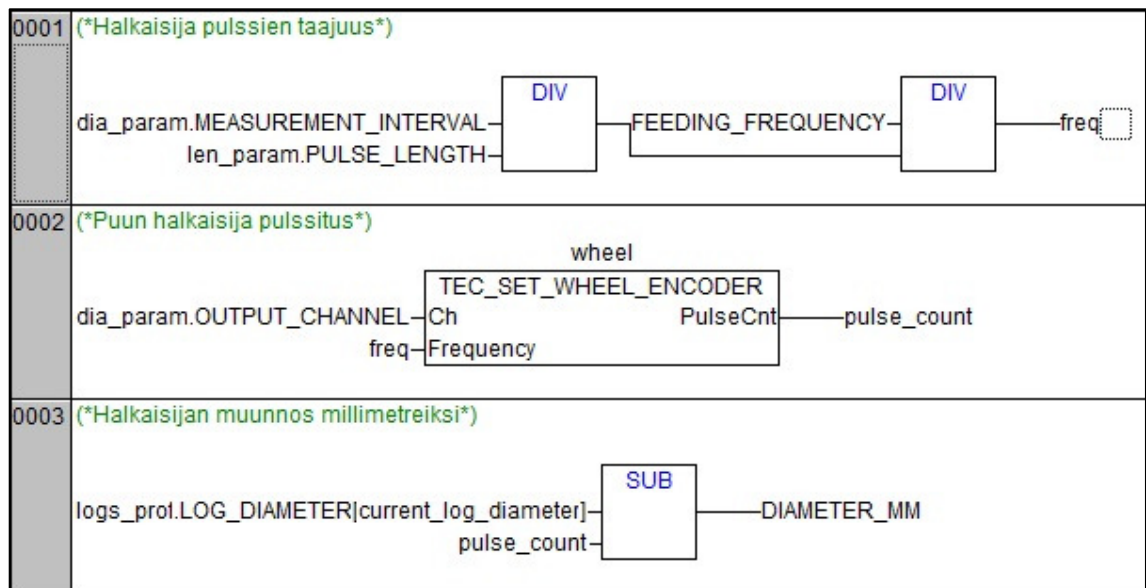 0001 (*Halkaisija pulssien taajuus*)
DIV DIV
dia_param.MEASUREMENT_INTERVAL FEEDING_FREQUENCY freq
len_param.PULSE_LENGTH
0002 (*Puun halkaisija pulssitus*)
wheel
TEC_SET_WHEEL_ENCODER
dia_param.OUTPUT_CHANNEL Ch PulseCnt pulse_count
freq Frequency
0003 (*Halkaisijan muunnos millimetreiksi*)
SUB
logs_prof.LOG_DIAMETER[current_log_diameter] DIAMETER_MM
pulse_count